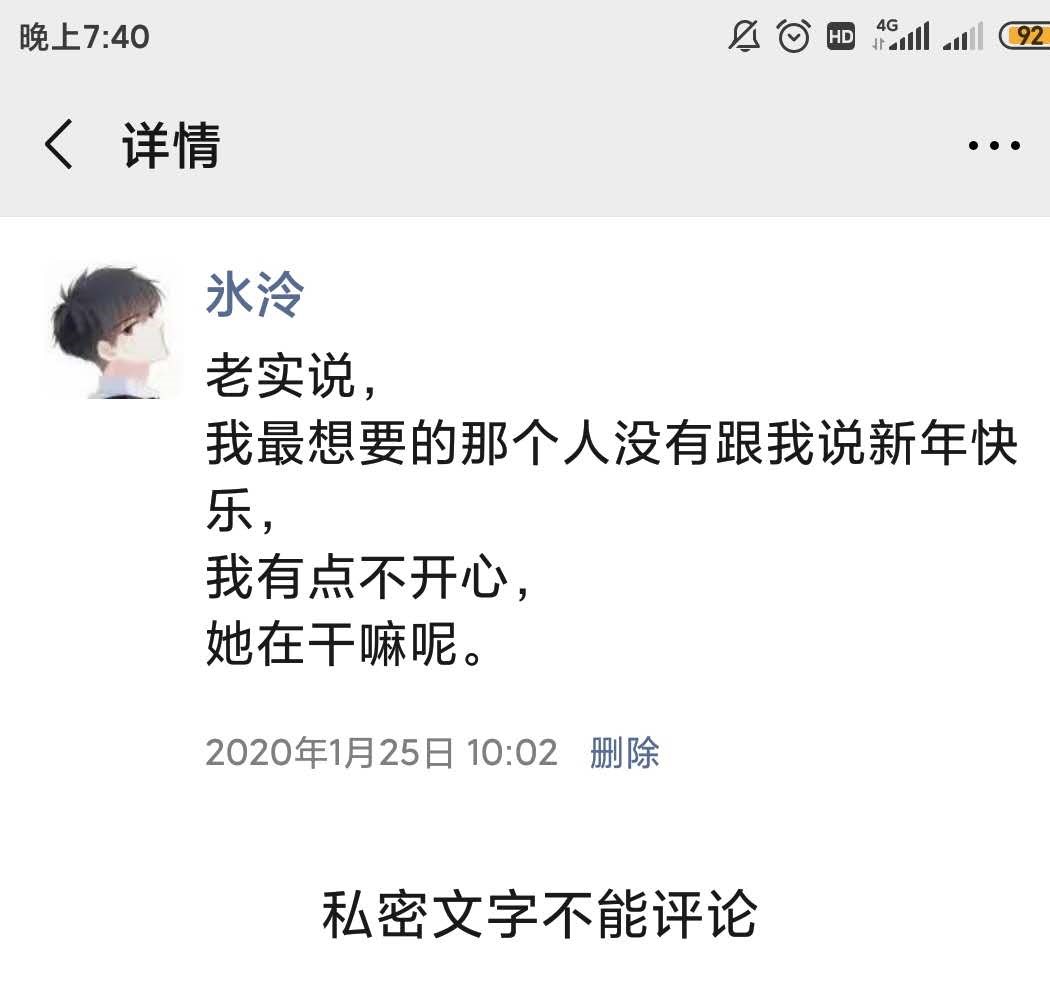 晚上7:40
HD 4G 92
详情
氷泠
老实说，
我最想要的那个人没有跟我说新年快
乐，
我有点不开心，
她在干嘛呢。
2020年1月25日 10:02 删除
私密文字不能评论